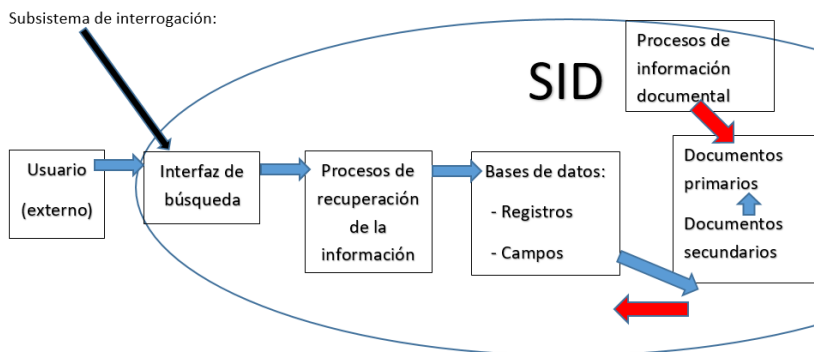 Subsistema de interrogación:
SID
Procesos de
información
documental
Usuario
(externo)
Interfaz de
búsqueda
Procesos de
recuperación
de la
información
Bases de datos:
- Registros
- Campos
Documentos
primarios
Documentos
secundarios